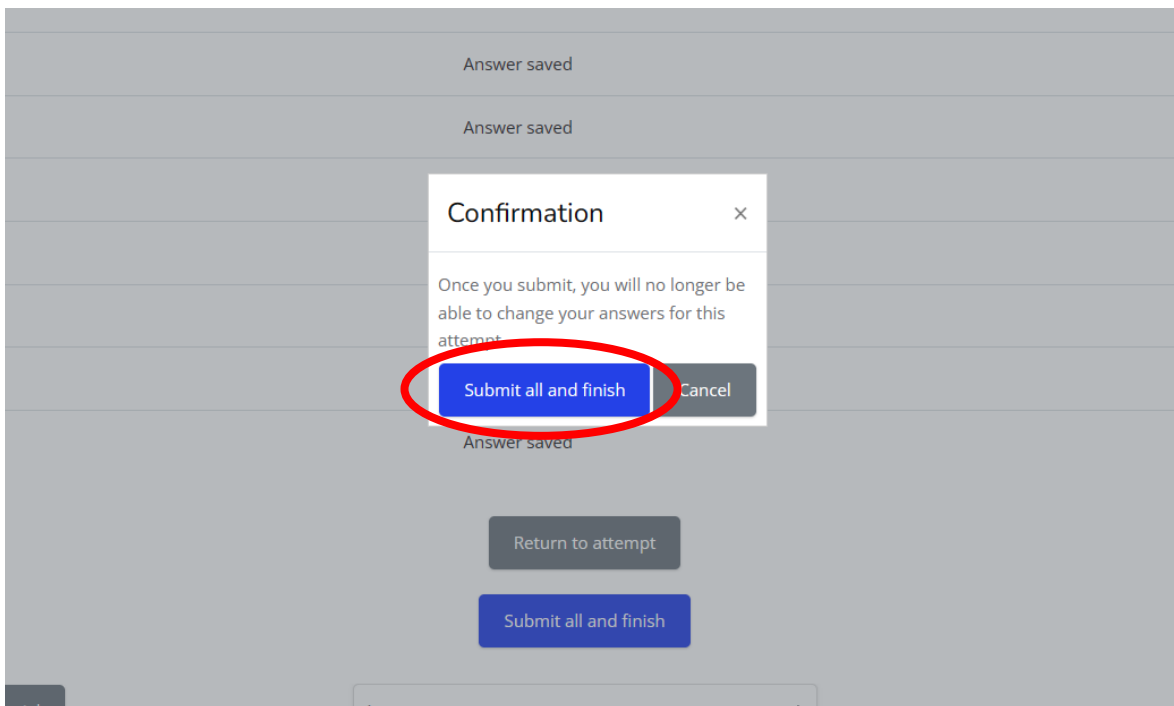 Answer saved
Answer saved
Confirmation ×
Once you submit, you will no longer be
able to change your answers for this
attempt
Submit all and finish Cancel
Answer saved
Return to attempt
Submit all and finish